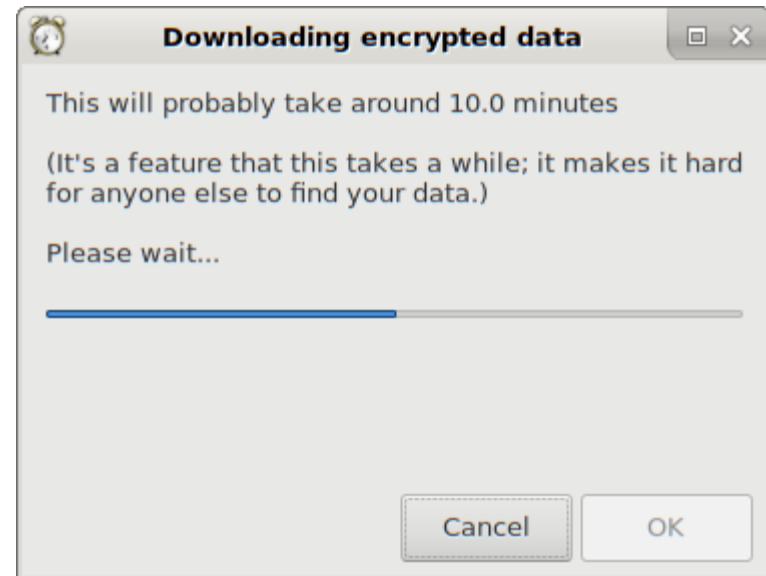 Downloading encrypted data
This will probably take around 10.0 minutes
(It's a feature that this takes a while; it makes it hard
for anyone else to find your data.)
Please wait...
Cancel
OK